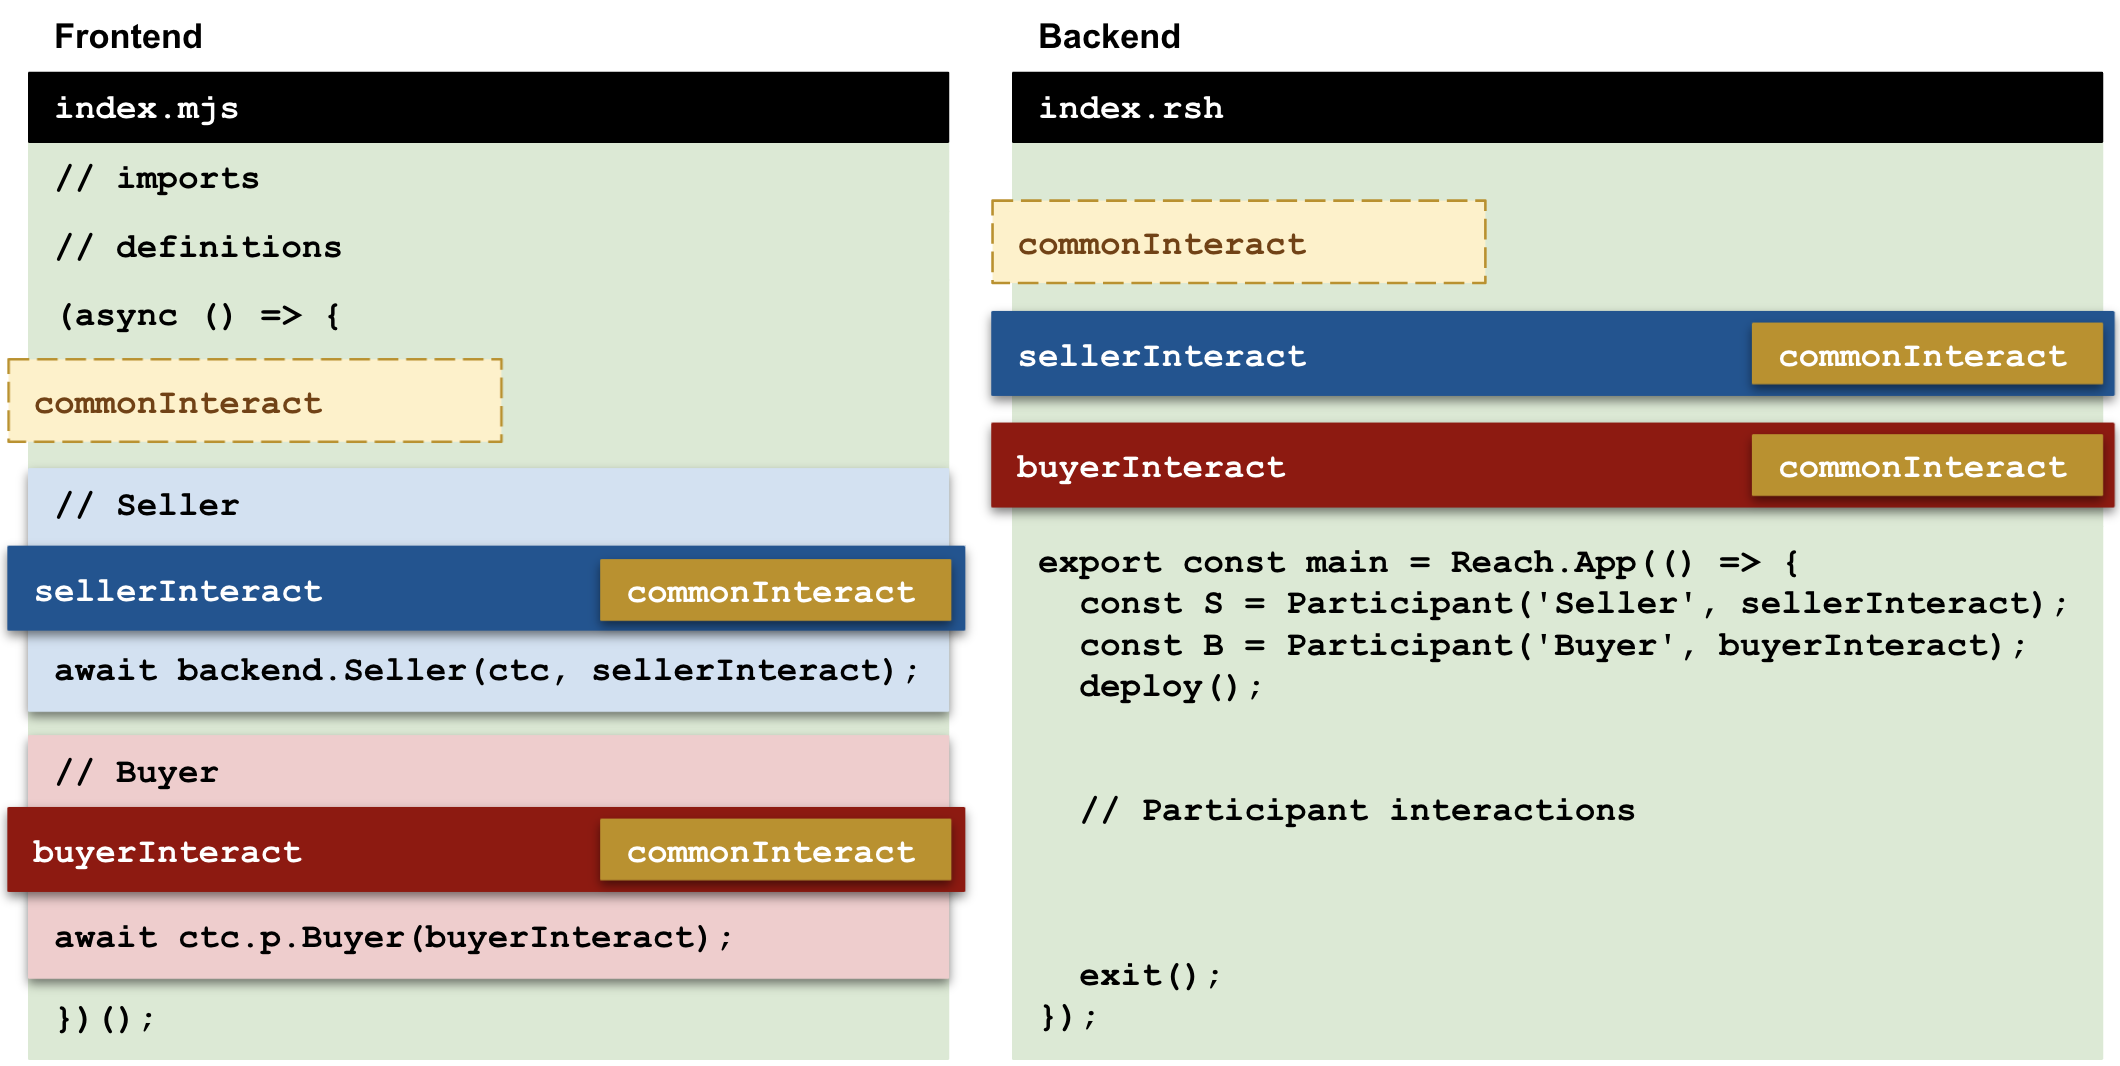 Frontend
index.mjs
// imports
// definitions
(async () => {
commonInteract
// Seller
sellerInteract commonInteract
await backend.Seller(ctc, sellerInteract);
// Buyer
buyerInteract commonInteract
await ctc.p.Buyer(buyerInteract);
})();
Backend
index.rsh
commonInteract
sellerInteract commonInteract
buyerInteract commonInteract
export const main = Reach.App(() => {
  const S = Participant('Seller', sellerInteract);
  const B = Participant('Buyer', buyerInteract);
  deploy();
  // Participant interactions
  exit();
});